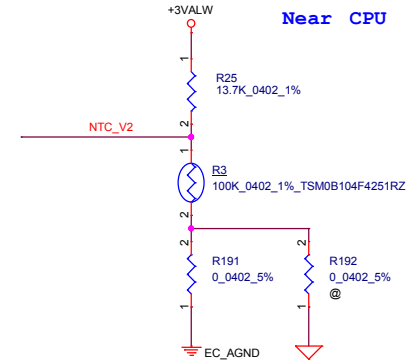 +3VALW
Near CPU
1
R25
13.7K_0402_1%
2
NTC_V2
1
R3
100K_0402_1%_TSM0B104F4251RZ
2
2
2
R191
0_0402_5%
R192
0_0402_5%
@
1
1
EC_AGND